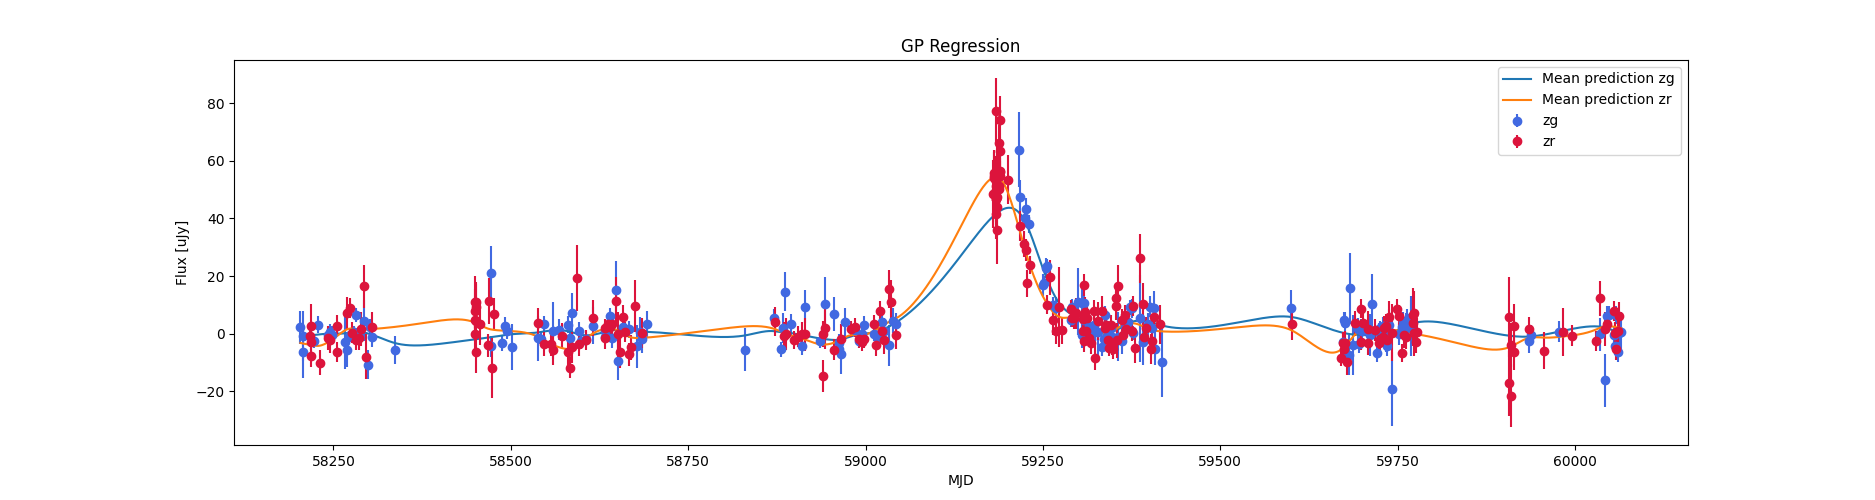 GP Regression
Mean prediction zg
Mean prediction zr
zg
zr
Flux [uJy]
80
60
40
20
0
−20
58250 58500 58750 59000 59250 59500 59750 60000
MJD